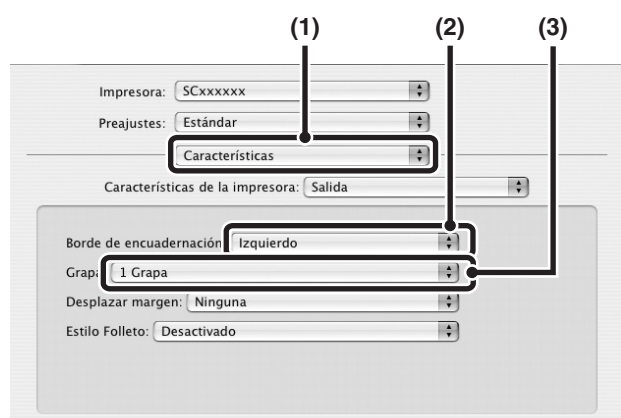 (1) (2) (3)
Impresora: SCxxxxxx
Preajustes: Estándar
Características
Características de la impresora: Salida
Borde de encuadernación Izquierdo
Grapa 1 Grapa
Desplazar margen: Ninguna
Estilo Folleto: Desactivado